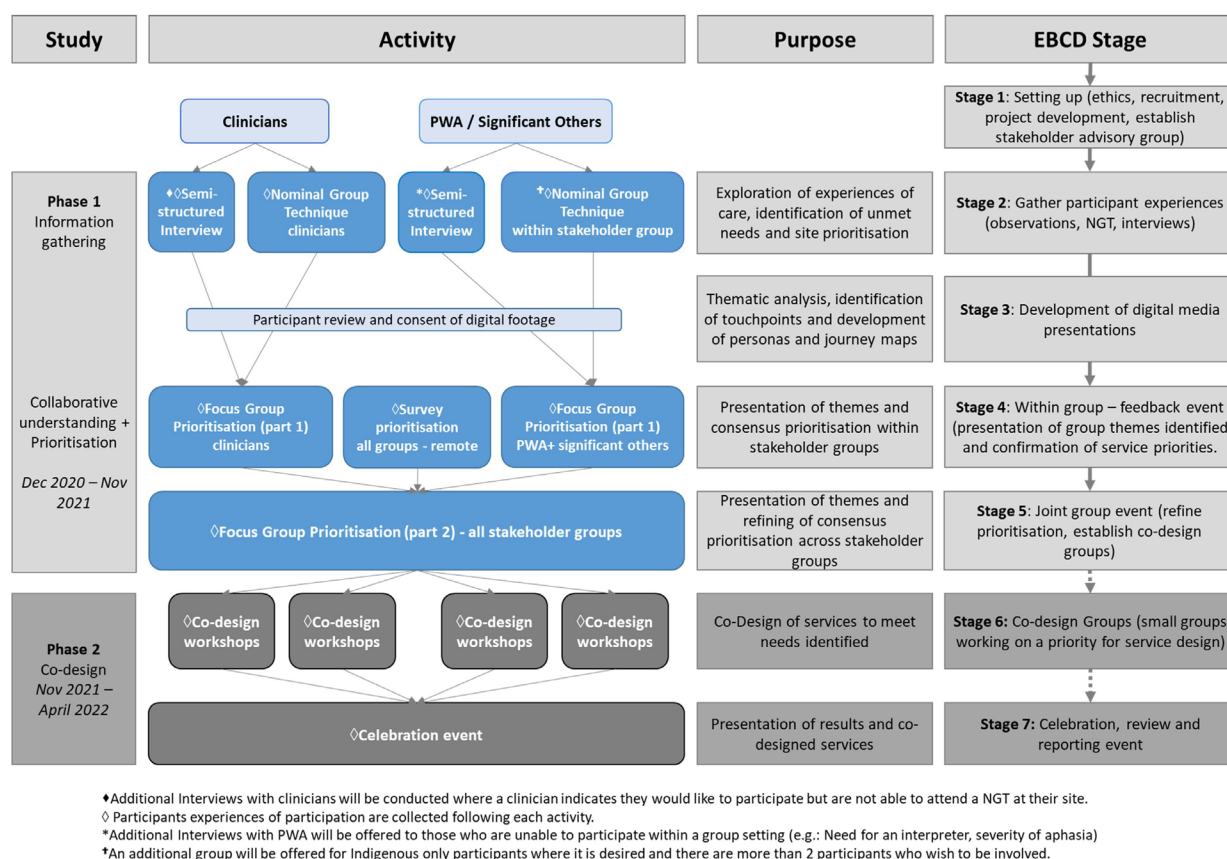 Study
Activity
Purpose
EBCD Stage
Stage 1: Setting up (ethics, recruitment,
project development, establish
stakeholder advisory group)
Clinicians
PWA / Significant Others
Phase 1
Information
gathering
♦◊Semi-
structured
Interview
◊Nominal Group
Technique
clinicians
*◊Semi-
structured
Interview
✝◊Nominal Group
Technique
within stakeholder group
Exploration of experiences of
care, identification of unmet
needs and site prioritisation
Stage 2: Gather participant experiences
(observations, NGT, interviews)
Participant review and consent of digital footage
Thematic analysis, identification
of touchpoints and development
of personas and journey maps
Stage 3: Development of digital media
presentations
Collaborative
understanding +
Prioritisation
Dec 2020 – Nov
2021
◊Focus Group
Prioritisation (part 1)
clinicians
◊Survey
prioritisation
all groups - remote
◊Focus Group
Prioritisation (part 1)
PWA+ significant others
Presentation of themes and
consensus prioritisation within
stakeholder groups
Stage 4: Within group – feedback event
(presentation of group themes identified
and confirmation of service priorities.
◊Focus Group Prioritisation (part 2) - all stakeholder groups
Presentation of themes and
refining of consensus
prioritisation across stakeholder
groups
Stage 5: Joint group event (refine
prioritisation, establish co-design
groups)
Phase 2
Co-design
Nov 2021 –
April 2022
◊Co-design
workshops
◊Co-design
workshops
◊Co-design
workshops
◊Co-design
workshops
Co-Design of services to meet
needs identified
Stage 6: Co-design Groups (small groups
working on a priority for service design)
◊Celebration event
Presentation of results and co-
designed services
Stage 7: Celebration, review and
reporting event
♦Additional Interviews with clinicians will be conducted where a clinician indicates they would like to participate but are not able to attend a NGT at their site.
◊ Participants experiences of participation are collected following each activity.
*Additional Interviews with PWA will be offered to those who are unable to participate within a group setting (e.g.: Need for an interpreter, severity of aphasia)
✝An additional group will be offered for Indigenous only participants where it is desired and there are more than 2 participants who wish to be involved.